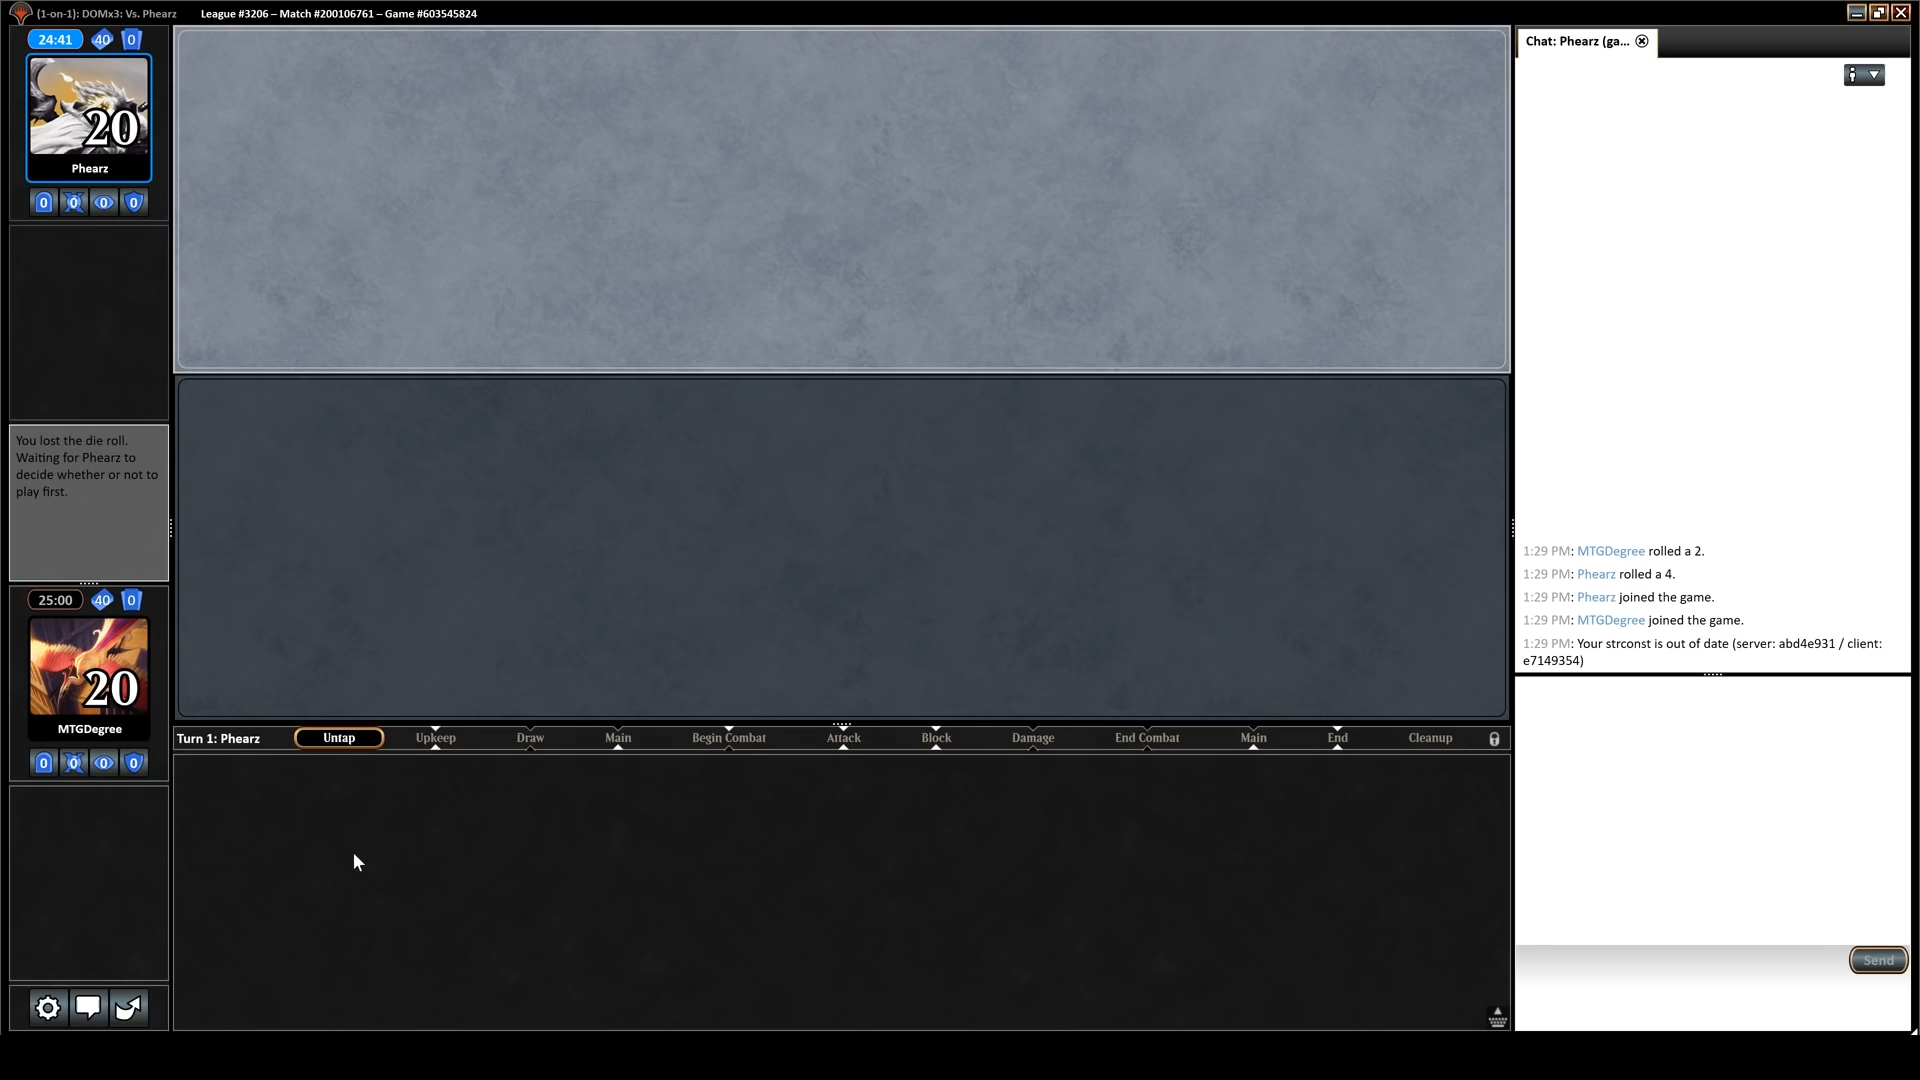 (1-on-1): DOMx3: Vs. Phearz
League #3206 – Match #200106761 – Game #603545824
24:41
40
0
20
Phearz
0
0
0
0
You lost the die roll.
Waiting for Phearz to
decide whether or not to
play first.
25:00
40
0
20
MTGDegree
0
0
0
0
Turn 1: Phearz
Untap
Upkeep
Draw
Main
Begin Combat
Attack
Block
Damage
End Combat
Main
End
Cleanup
Chat: Phearz (ga...
1:29 PM: MTGDegree rolled a 2.
1:29 PM: Phearz rolled a 4.
1:29 PM: Phearz joined the game.
1:29 PM: MTGDegree joined the game.
1:29 PM: Your strconst is out of date (server: abd4e931 / client:
e7149354)
Send